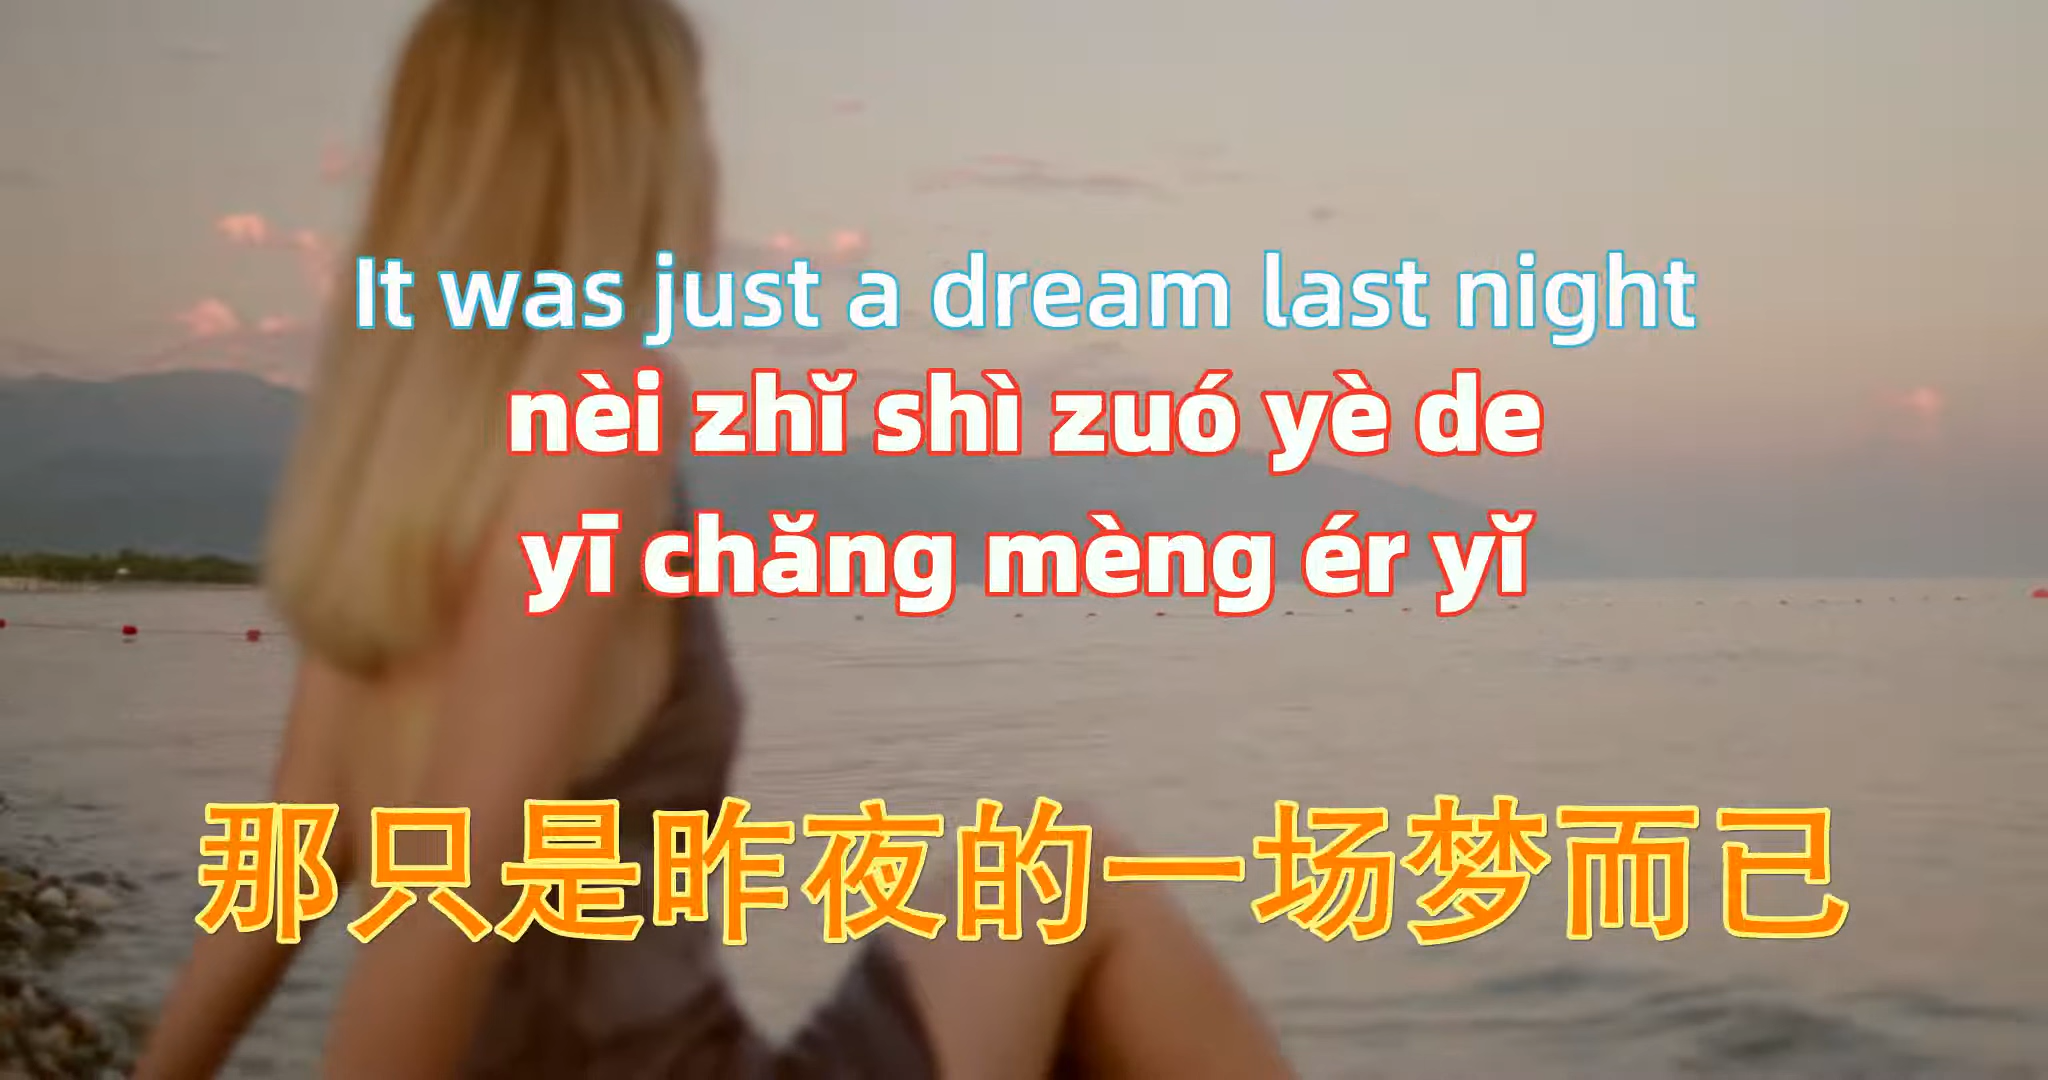 It was just a dream last night
nèi zhǐ shì zuó yè de
yī chǎng mèng ér yǐ
那只是昨夜的一场梦而已